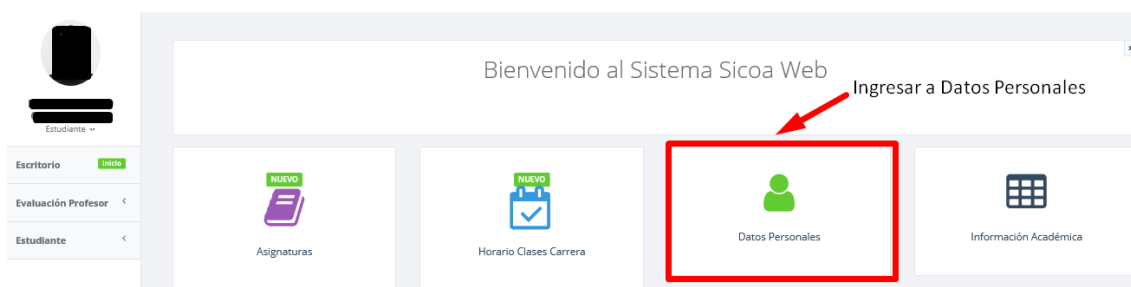 Bienvenido al Sistema Sicoa Web
Ingresar a Datos Personales
Estudiante
Escritorio
Inicio
Evaluación Profesor
Estudiante
NUEVO
Asignaturas
NUEVO
Horario Clases Carrera
Datos Personales
Información Académica